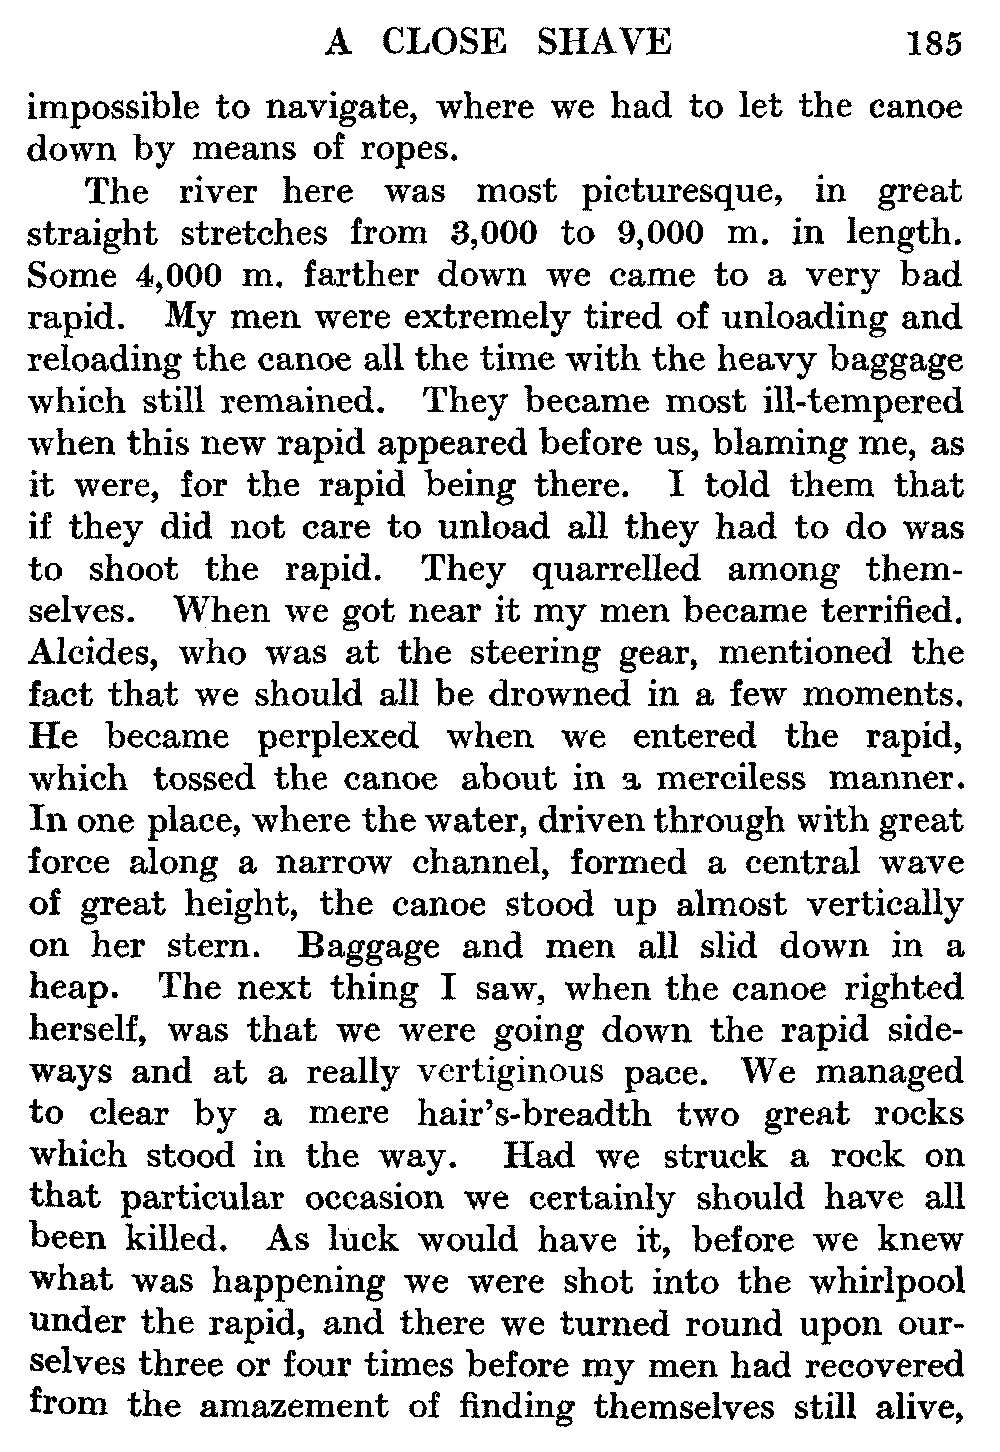 A CLOSE SHAVE 185
impossible to navigate, where we had to let the canoe
down by means of ropes.
The river here was most picturesque, in great
straight stretches from 3,000 to 9,000 m. in length.
Some 4,000 m. farther down we came to a very bad
rapid. My men were extremely tired of unloading and
reloading the canoe all the time with the heavy baggage
which still remained. They became most ill-tempered
when this new rapid appeared before us, blaming me, as
it were, for the rapid being there. I told them that
if they did not care to unload all they had to do was
to shoot the rapid. They quarrelled among them-
selves. When we got near it my men became terrified.
Alcides, who was at the steering gear, mentioned the
fact that we should all be drowned in a few moments.
He became perplexed when we entered the rapid,
which tossed the canoe about in a merciless manner.
In one place, where the water, driven through with great
force along a narrow channel, formed a central wave
of great height, the canoe stood up almost vertically
on her stern. Baggage and men all slid down in a
heap. The next thing I saw, when the canoe righted
herself, was that we were going down the rapid side-
ways and at a really vertiginous pace. We managed
to clear by a mere hair's-breadth two great rocks
which stood in the way. Had we struck a rock on
that particular occasion we certainly should have all
been killed. As luck would have it, before we knew
what was happening we were shot into the whirlpool
under the rapid, and there we turned round upon our-
selves three or four times before my men had recovered
from the amazement of finding themselves still alive,